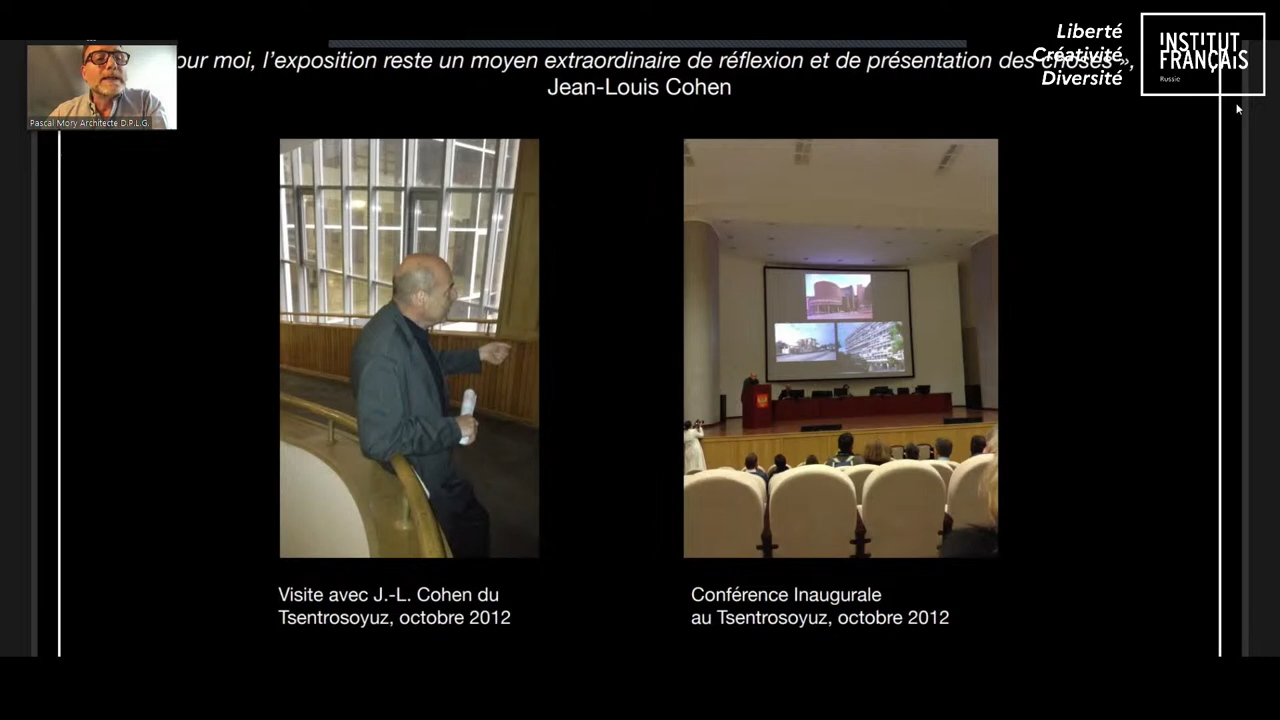 Liberté
Créativité
Diversité
INSTITUT
FRANÇAIS
Russie
our moi, l'exposition reste un moyen extraordinaire de réflexion et de présentation des choses »,
Jean-Louis Cohen
Pascal Mory Architecte D.P.L.G.
Visite avec J.-L. Cohen du
Tsentrosoyuz, octobre 2012
Conférence Inaugurale
au Tsentrosoyuz, octobre 2012